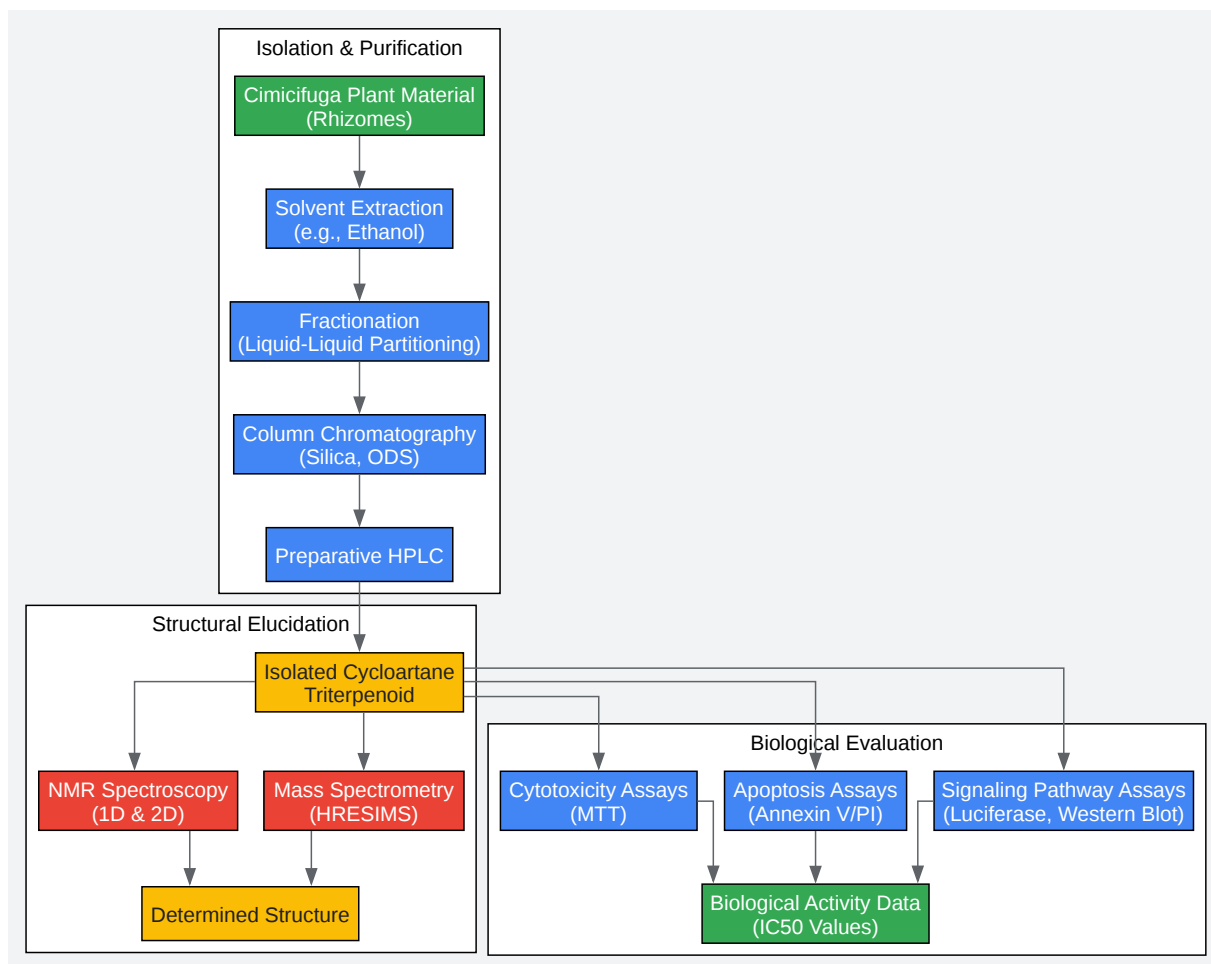 Isolation & Purification
Cimicifuga Plant Material
(Rhizomes)
Solvent Extraction
(e.g., Ethanol)
Fractionation
(Liquid-Liquid Partitioning)
Column Chromatography
(Silica, ODS)
Preparative HPLC
Structural Elucidation
Isolated Cycloartane
Triterpenoid
NMR Spectroscopy
(1D & 2D)
Mass Spectrometry
(HRESIMS)
Determined Structure
Biological Evaluation
Cytotoxicity Assays
(MTT)
Apoptosis Assays
(Annexin V/PI)
Signaling Pathway Assays
(Luciferase, Western Blot)
Biological Activity Data
(IC50 Values)